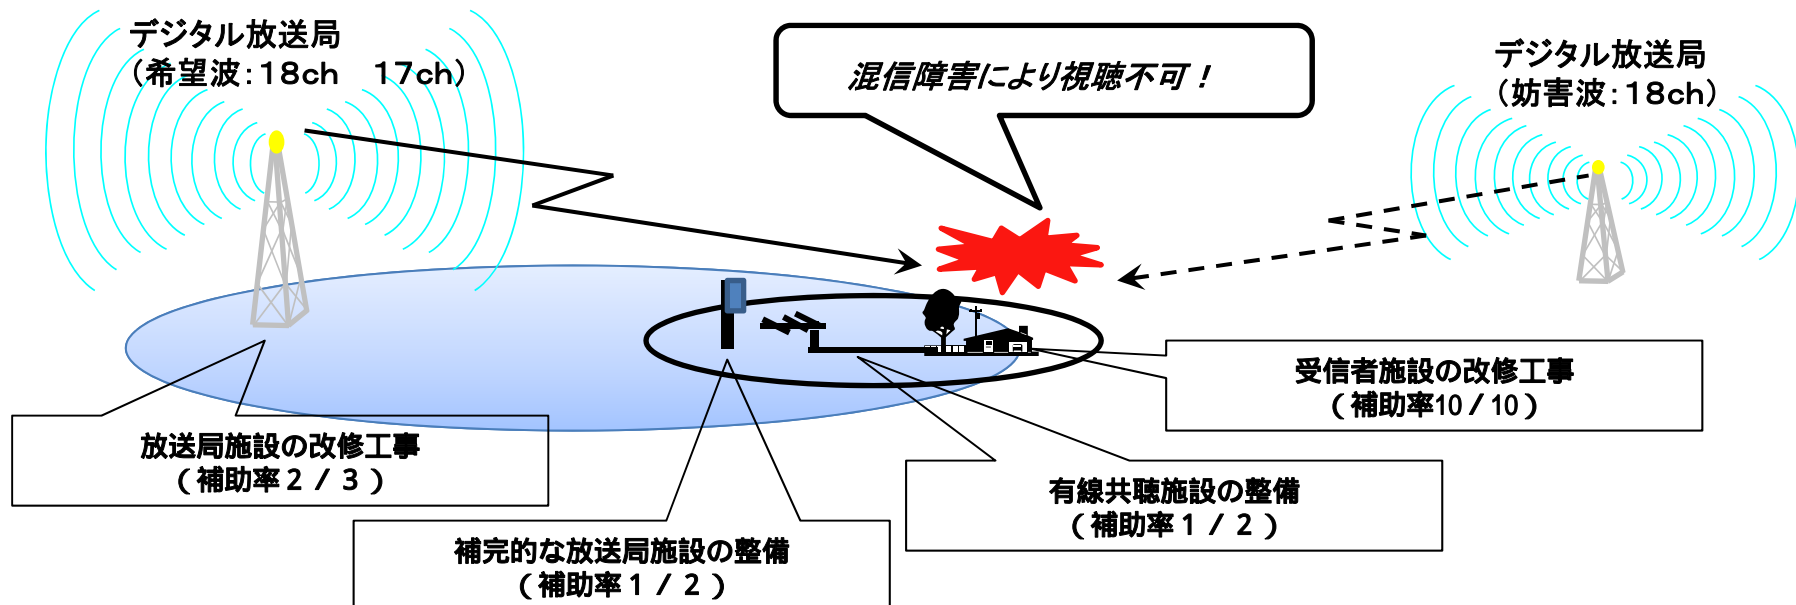 デジタル放送局
（希望波：18ch　17ch）
混信障害により視聴不可！
デジタル放送局
（妨害波：18ch）
受信者施設の改修工事
（補助率10／10）
放送局施設の改修工事
（補助率２／３）
有線共聴施設の整備
（補助率１／２）
補完的な放送局施設の整備
（補助率１／２）